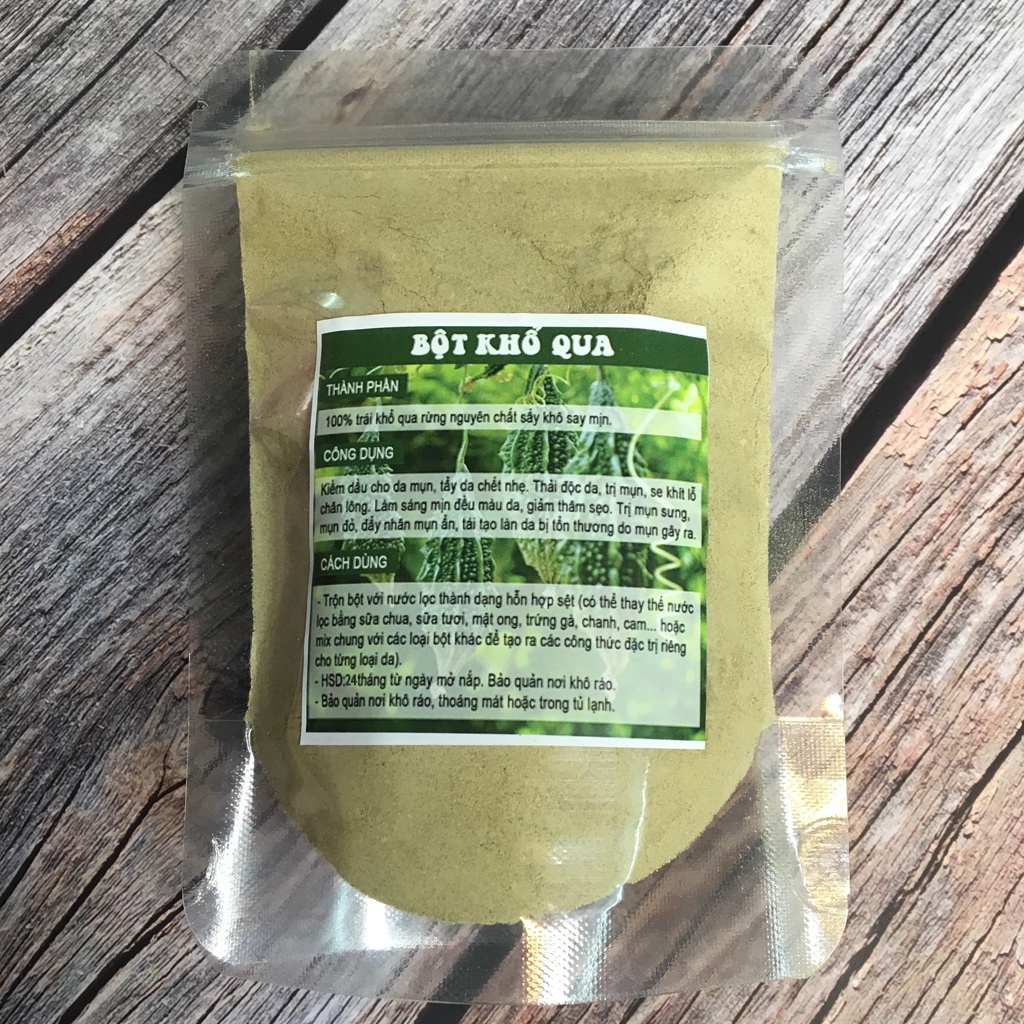 BỘT KHỔ QUA
THÀNH PHẦN
100% trái khổ qua rừng nguyên chất sấy khô say mịn.
CÔNG DỤNG
Kiềm dầu cho da mụn, tẩy da chết nhẹ. Thải độc da, trị mụn, se khít lỗ
chân lông. Làm sáng mịn đều màu da, giảm thâm sẹo. Trị mụn sưng,
mụn đỏ, đẩy nhân mụn ẩn, tái tạo làn da bị tổn thương do mụn gây ra.
CÁCH DÙNG
- Trộn bột với nước lọc thành dạng hỗn hợp sệt (có thể thay thế nước
lọc bằng sữa chua, sữa tươi, mật ong, trứng gà, chanh, cam... hoặc
mix chung với các loại bột khác để tạo ra các công thức đặc trị riêng
cho từng loại da).
- HSD:24tháng từ ngày mở nắp. Bảo quản nơi khô ráo.
- Bảo quản nơi khô ráo, thoáng mát hoặc trong tủ lạnh.